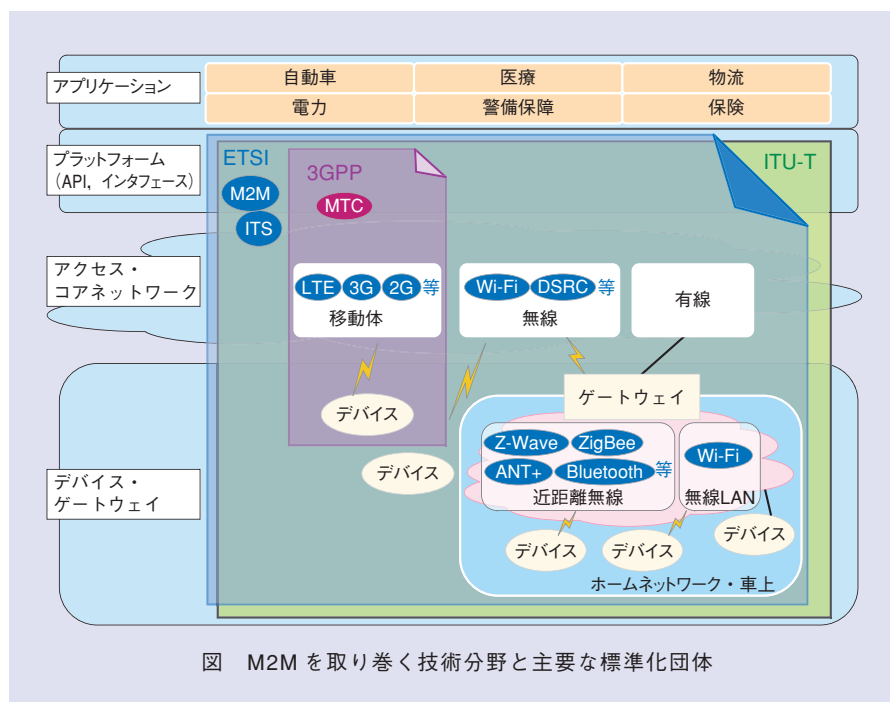 アプリケーション
自動車
医療
物流
電力
警備保障
保険
プラットフォーム
(API,インタフェース)
ETSI
M2M
ITS
3GPP
MTC
ITU-T
アクセス・
コアネットワーク
LTE 3G 2G 等
移動体
Wi-Fi DSRC 等
無線
有線
デバイス・
ゲートウェイ
デバイス
デバイス
ゲートウェイ
Z-Wave ZigBee
ANT+ Bluetooth 等
近距離無線
Wi-Fi
無線LAN
デバイス
デバイス
デバイス
ホームネットワーク・車上
図 M2Mを取り巻く技術分野と主要な標準化団体